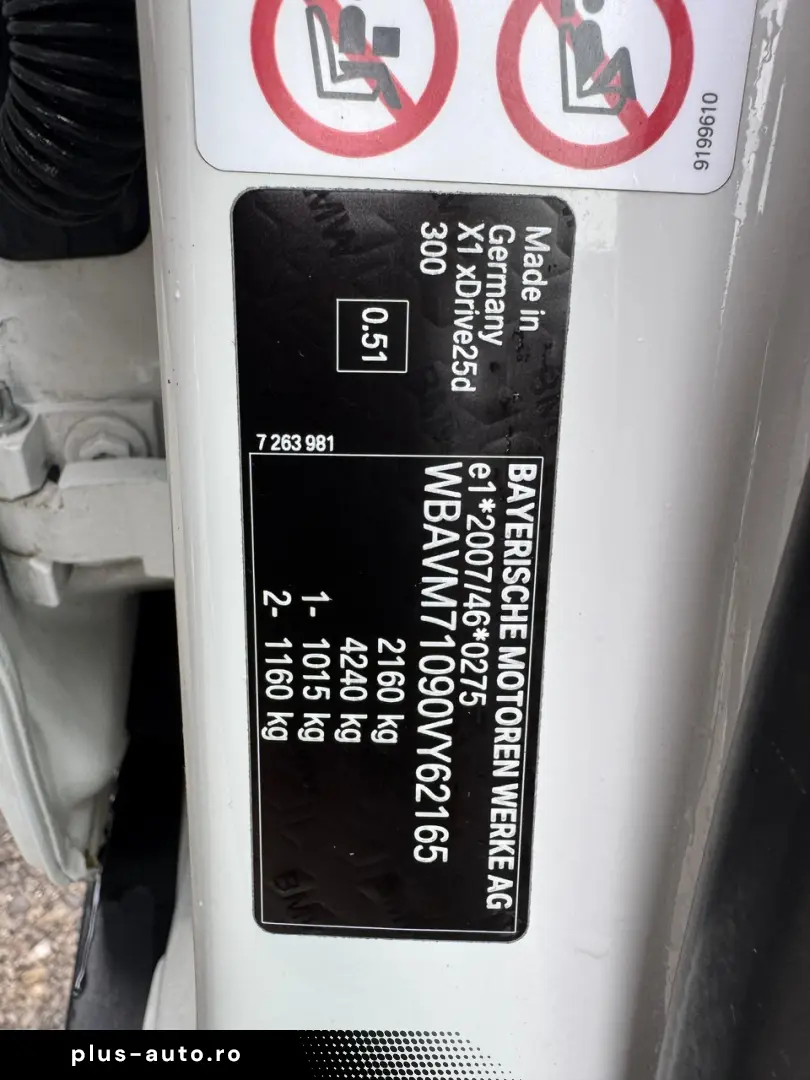 9199610
Made in
Germany
X1 xDrive25d
300
0.51
7 263 981
BAYERISCHE MOTOREN WERKE AG
e1*2007/46*0275
WBAVM71090VY62165
2160 kg
4240 kg
1- 1015 kg
2- 1160 kg
plus-auto.ro